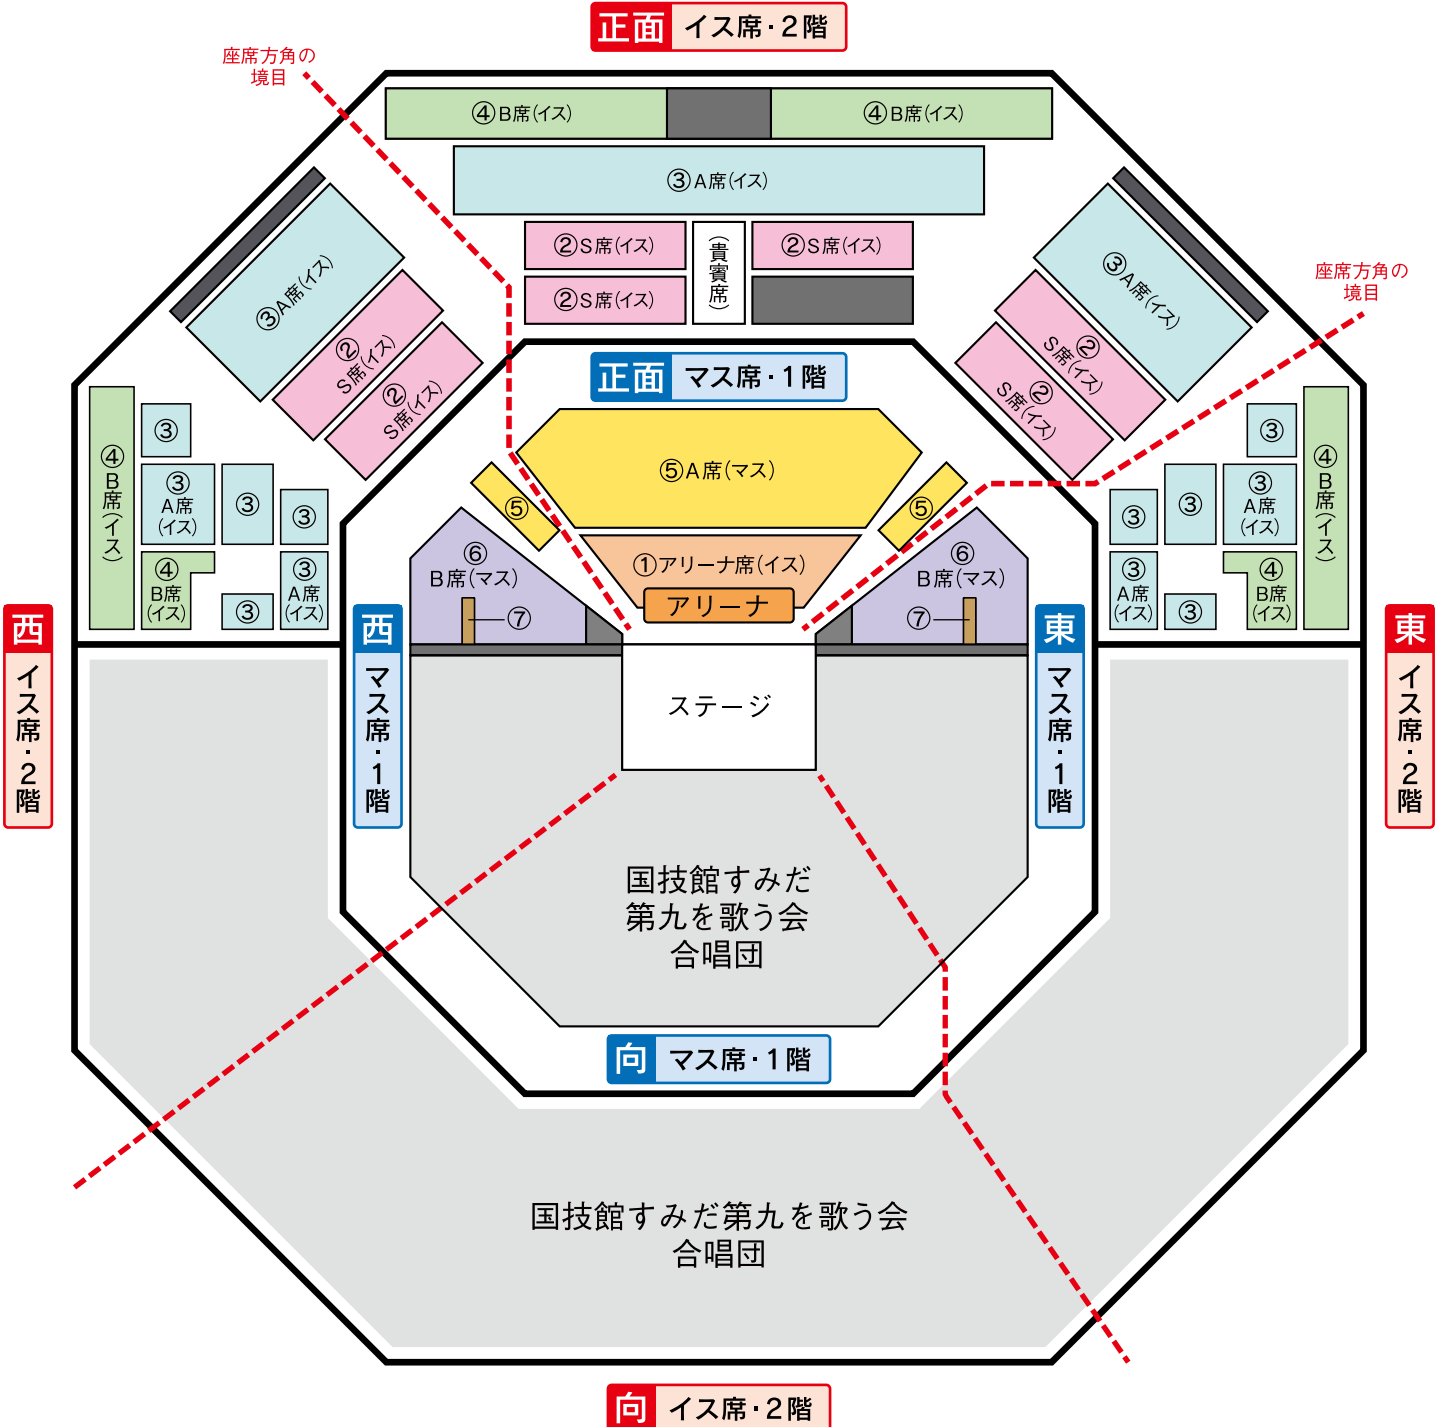 正面 イス席・2階
座席方角の
境目
④B席(イス)
④B席(イス)
③A席(イス)
②S席(イス)
(貴賓席)
②S席(イス)
②S席(イス)
③A席(イス)
②
S席(イス)
②
S席(イス)
③A席(イス)
②
S席(イス)
②
S席(イス)
座席方角の
境目
正面 マス席・1階
⑤A席(マス)
⑤
⑤
①アリーナ席(イス)
アリーナ
⑥
B席(マス)
⑦
⑥
B席(マス)
⑦
④B席(イス)
③
③
A席
(イス)
③
③
④
B席
(イス)
③
③
A席
(イス)
③
③
③
③
A席
(イス)
④B席(イス)
③
A席
(イス)
③
④
B席
(イス)
西 イス席・2階
西 マス席・1階
東 マス席・1階
東 イス席・2階
ステージ
国技館すみだ
第九を歌う会
合唱団
向 マス席・1階
国技館すみだ第九を歌う会
合唱団
向 イス席・2階